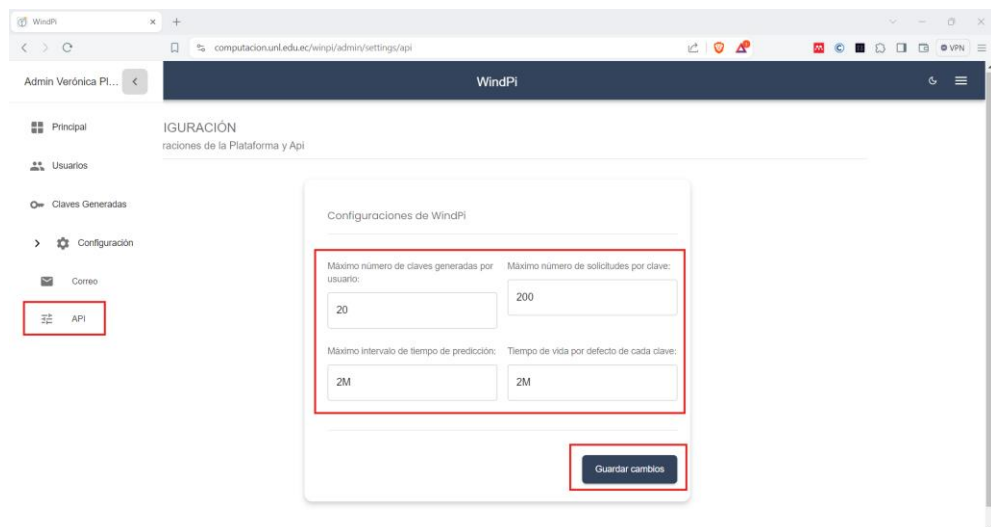 WindPi
computacion.unl.edu.ec/winpi/admin/settings/api
VPN
Admin Verónica Pl...
WindPi
Principal
IGURACIÓN
raciones de la Plataforma y Api
Usuarios
Claves Generadas
Configuración
Correo
API
Configuraciones de WindPi
Máximo número de claves generadas por
usuario:
20
Máximo número de solicitudes por clave:
200
Máximo intervalo de tiempo de predicción:
2M
Tiempo de vida por defecto de cada clave:
2M
Guardar cambios